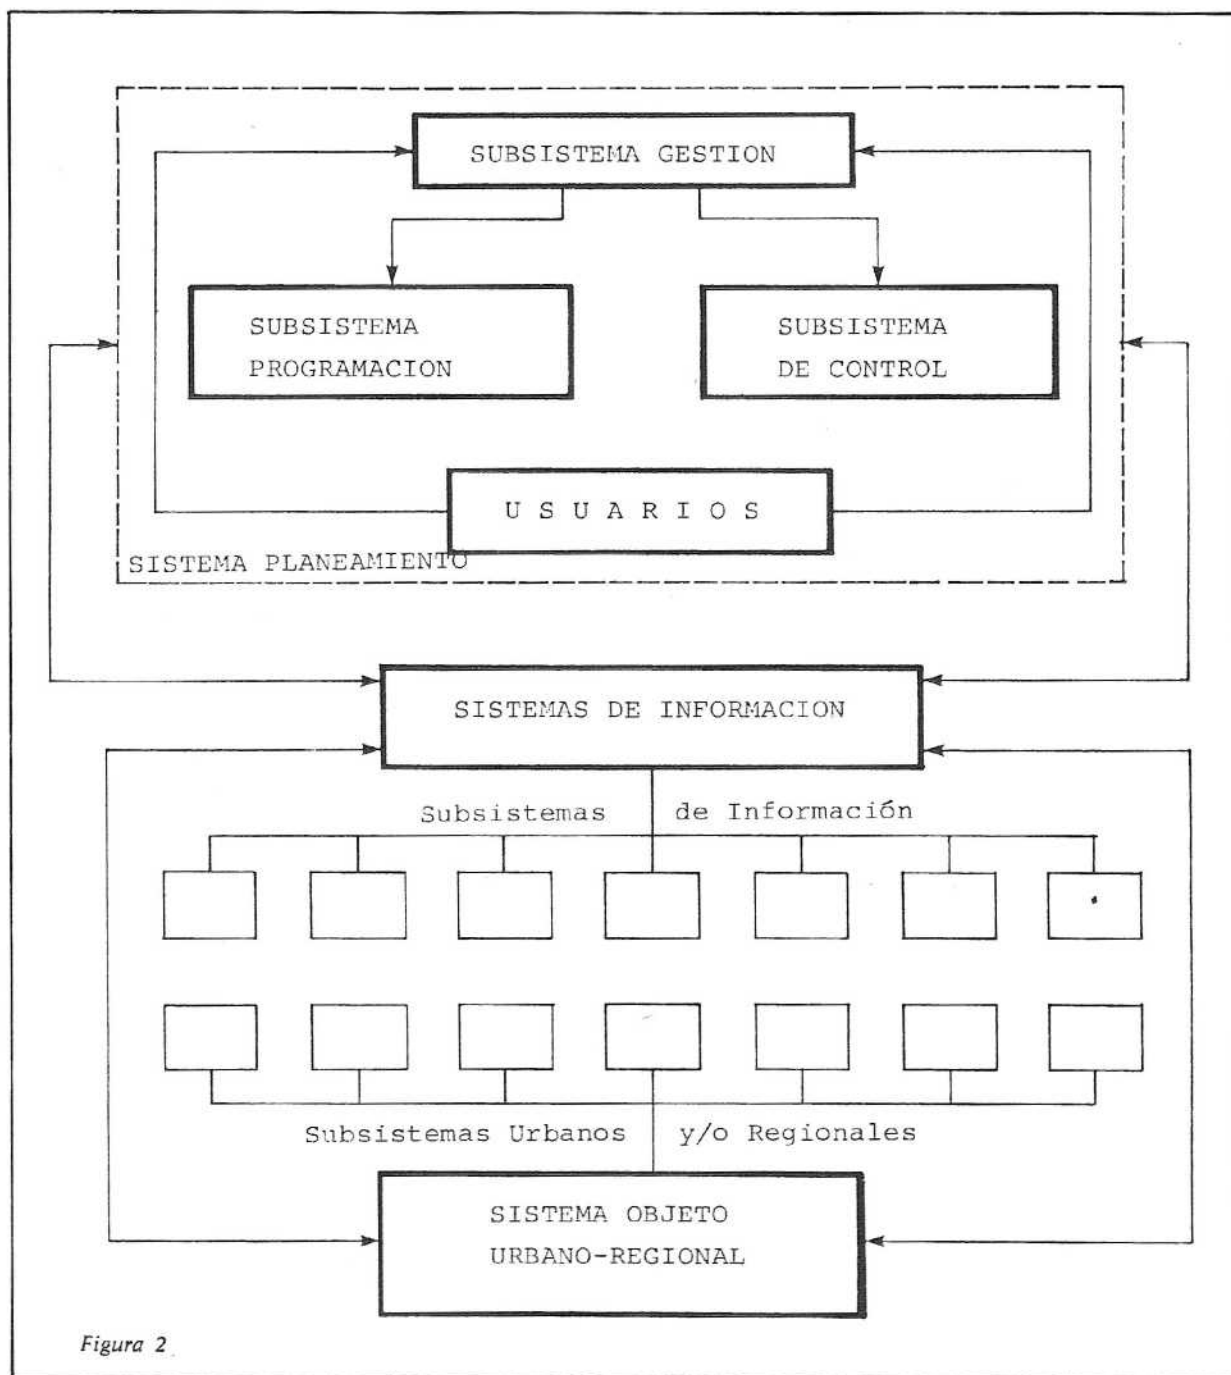 SUBSISTEMA GESTION
SUBSISTEMA
PROGRAMACION
SUBSISTEMA
DE CONTROL
U S U A R I O S
SISTEMA PLANEAMIENTO
SISTEMAS DE INFORMACION
Subsistemas de Información
Subsistemas Urbanos y/o Regionales
SISTEMA OBJETO
URBANO-REGIONAL
Figura 2